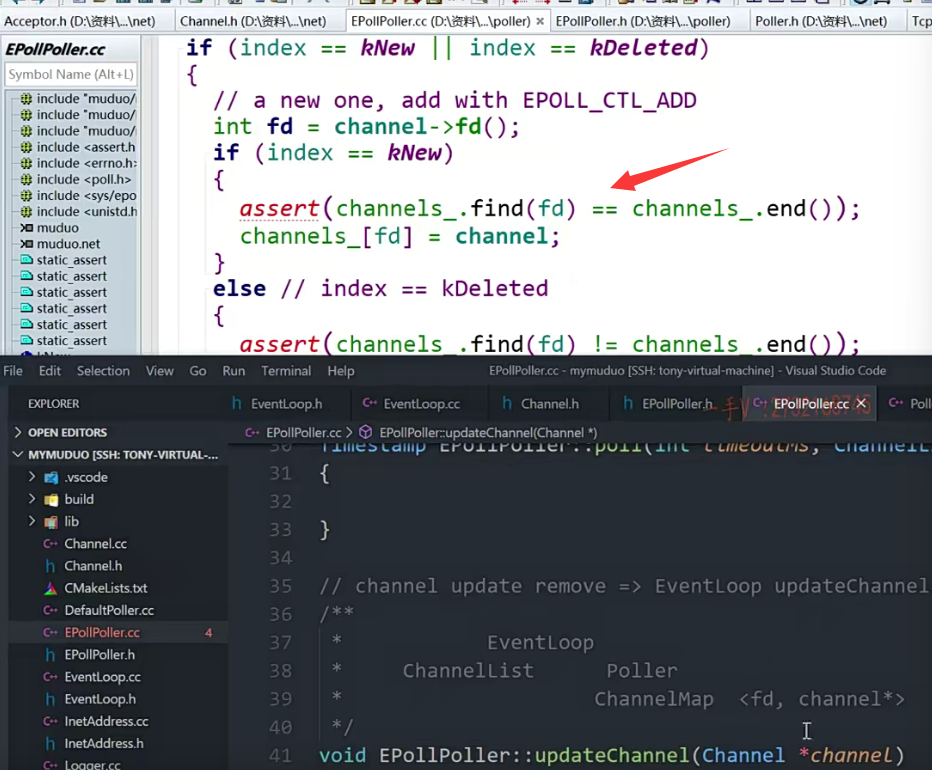 Acceptor.h (D:\资料\...\net)
Channel.h (D:\资料\...\net)
EPollPoller.cc (D:\资料\...\poller) ×
EPollPoller.h (D:\资料\...\poller)
Poller.h (D:\资料\...\net)
Tcp
EPollPoller.cc
Symbol Name (Alt+L)
include "muduo/
include "muduo/
include "muduo/
include <assert.h
include <errno.h>
include <poll.h>
include <sys/epo
include <unistd.h
muduo
muduo.net
static_assert
static_assert
static_assert
static_assert
static_assert
static_assert
if (index == kNew || index == kDeleted)
{
// a new one, add with EPOLL_CTL_ADD
int fd = channel->fd();
if (index == kNew)
{
assert(channels_.find(fd) == channels_.end());
channels_[fd] = channel;
}
else // index == kDeleted
{
assert(channels_.find(fd) != channels_.end());
File Edit Selection View Go Run Terminal Help
EPollPoller.cc - mymuduo [SSH: tony-virtual-machine] - Visual Studio Code
EXPLORER
h EventLoop.h
C++ EventLoop.cc
h Channel.h
h EPollPoller.h
C++ EPollPoller.cc ×
C++ Pol
OPEN EDITORS
MYMUDUO [SSH: TONY-VIRTUAL-...
.vscode
build
lib
C++ Channel.cc
h Channel.h
CMakeLists.txt
C++ DefaultPoller.cc
C++ EPollPoller.cc 4
h EPollPoller.h
C++ EventLoop.cc
h EventLoop.h
C++ InetAddress.cc
h InetAddress.h
C++ Logger.cc
C++ EPollPoller.cc > EPollPoller::updateChannel(Channel *)
30 Timestamp EPollPoller::poll(int timeoutMs, ChannelL
31 {
32
33 }
34
35 // channel update remove => EventLoop updateChannel
36 /**
37 * EventLoop
38 * ChannelList Poller
39 * ChannelMap <fd, channel*>
40 */
41 void EPollPoller::updateChannel(Channel *channel)